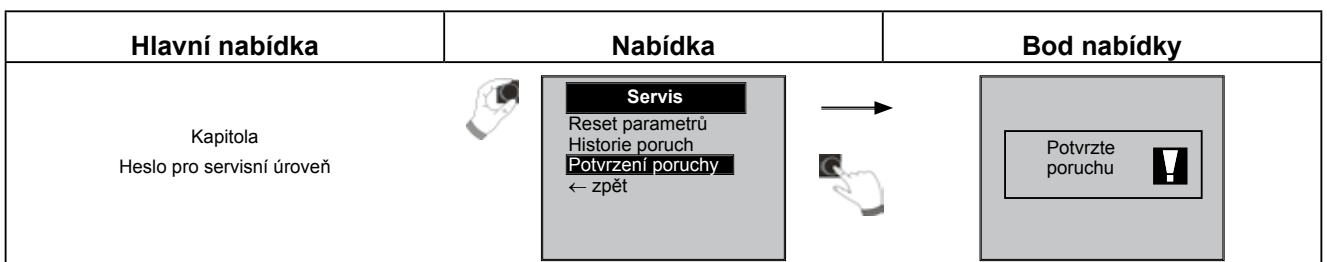 Hlavní nabídka
Nabídka
Bod nabídky
Kapitola
Heslo pro servisní úroveň
Servis
Reset parametrů
Historie poruch
Potvrzení poruchy
← zpět
Potvrzte
poruchu
!